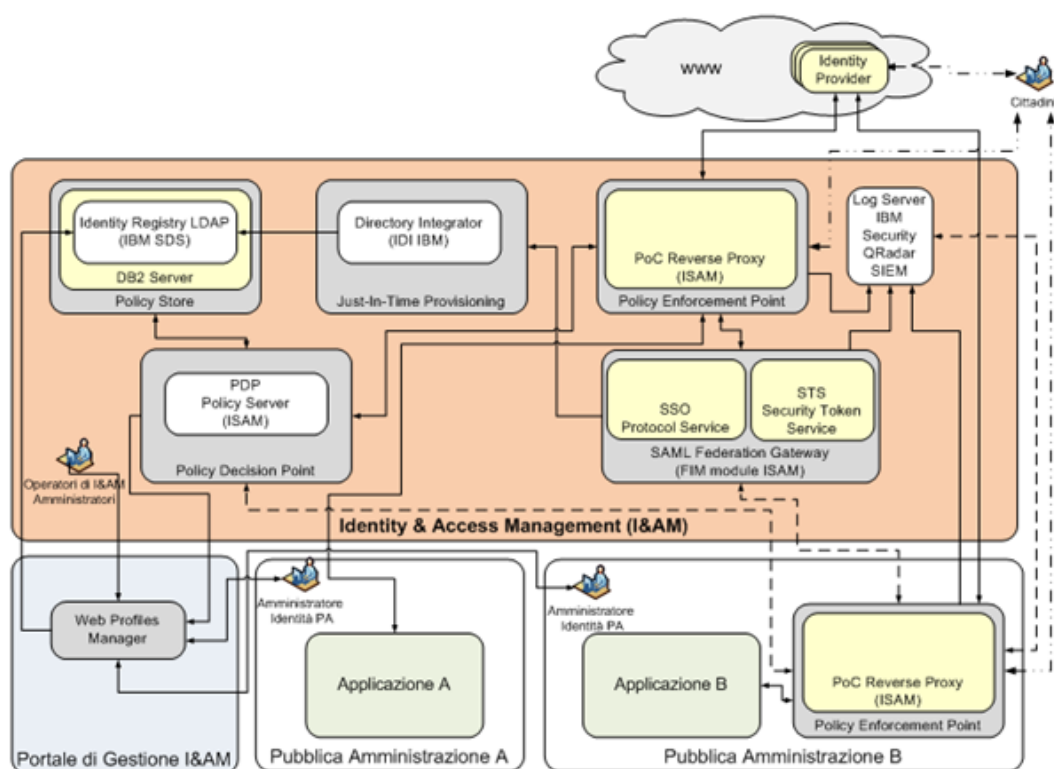 www
Identity
Provider
Cittadin
Identity Registry LDAP
(IBM SDS)
DB2 Server
Policy Store
Directory Integrator
(IDI IBM)
Just-In-Time Provisioning
PoC Reverse Proxy
(ISAM)
Policy Enforcement Point
Log Server
IBM
Security
QRadar
SIEM
PDP
Policy Server
(ISAM)
Policy Decision Point
SSO
Protocol Service
STS
Security Token
Service
SAML Federation Gateway
(FIM module ISAM)
Operatori di I&AM
Amministratori
Identity & Access Management (I&AM)
Web Profiles
Manager
Portale di Gestione I&AM
Amministratore
Identità PA
Applicazione A
Pubblica Amministrazione A
Amministratore
Identità PA
Applicazione B
PoC Reverse Proxy
(ISAM)
Policy Enforcement Point
Pubblica Amministrazione B